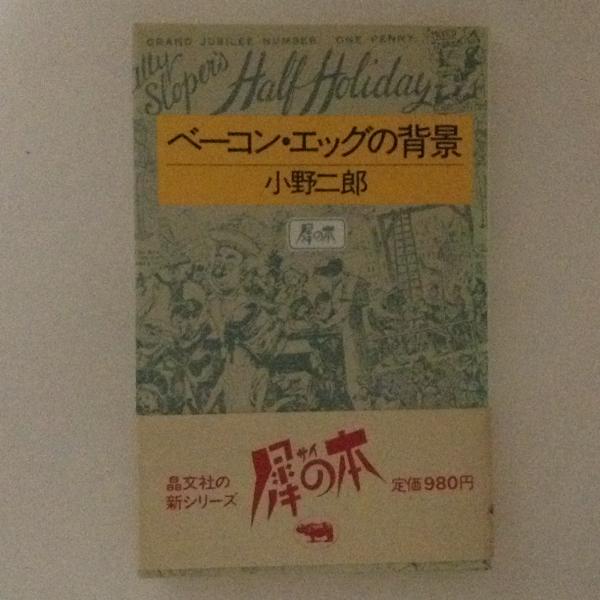 GRAND JUBILEE NUMBER. ONE PENNY.
Ally Sloper's
Half Holiday
ベーコン・エッグの背景
小野二郎
犀の本
晶文社の
新シリーズ
サイ
犀の本
定価980円